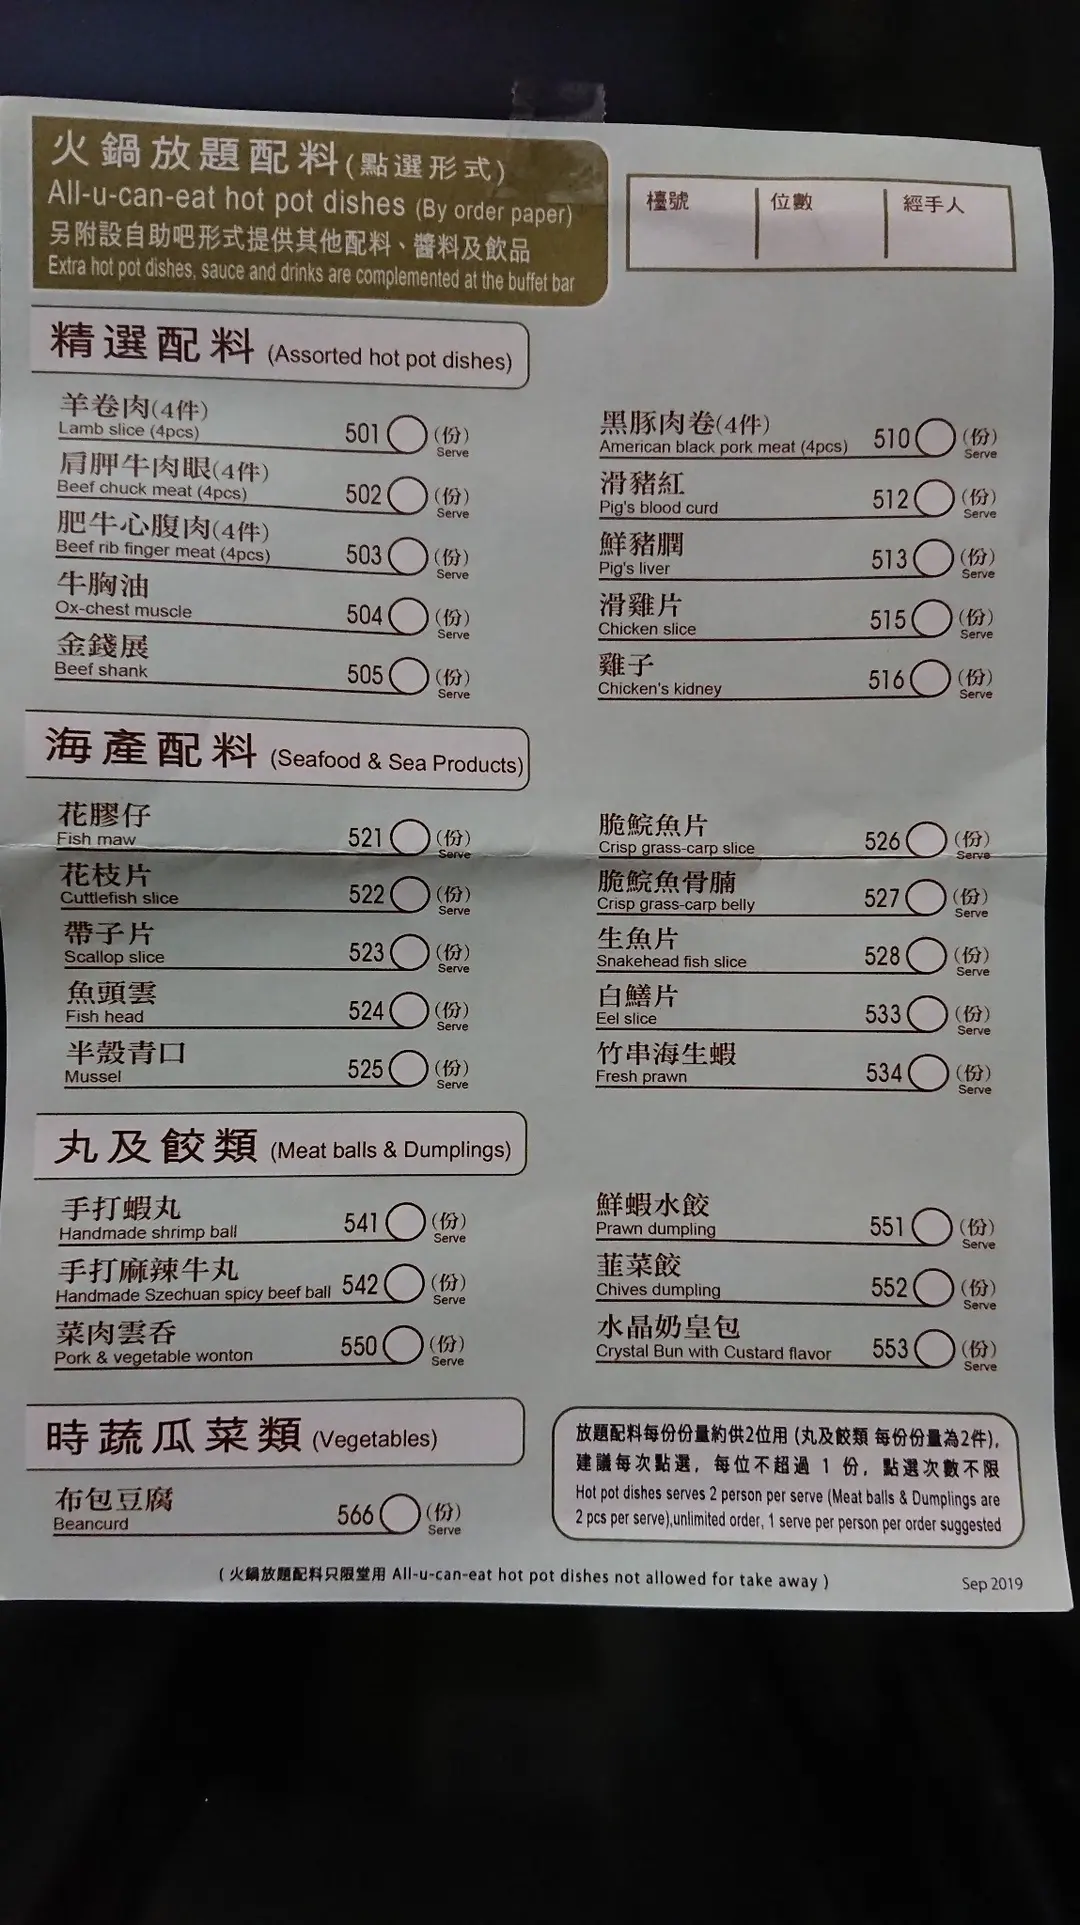 火鍋放題配料(點選形式)
All-u-can-eat hot pot dishes (By order paper)
另附設自助吧形式提供其他配料、醬料及飲品
Extra hot pot dishes, sauce and drinks are complemented at the buffet bar
檯號 位數 經手人
精選配料 (Assorted hot pot dishes)
羊卷肉(4件)
Lamb slice (4pcs) 501 (份)
Serve
肩胛牛肉眼(4件)
Beef chuck meat (4pcs) 502 (份)
Serve
肥牛心腹肉(4件)
Beef rib finger meat (4pcs) 503 (份)
Serve
牛胸油
Ox-chest muscle 504 (份)
Serve
金錢展
Beef shank 505 (份)
Serve
黑豚肉卷(4件)
American black pork meat (4pcs) 510 (份)
Serve
滑豬紅
Pig's blood curd 512 (份)
Serve
鮮豬膶
Pig's liver 513 (份)
Serve
滑雞片
Chicken slice 515 (份)
Serve
雞子
Chicken's kidney 516 (份)
Serve
海產配料 (Seafood & Sea Products)
花膠仔
Fish maw 521 (份)
Serve
花枝片
Cuttlefish slice 522 (份)
Serve
帶子片
Scallop slice 523 (份)
Serve
魚頭雲
Fish head 524 (份)
Serve
半殼青口
Mussel 525 (份)
Serve
脆鯇魚片
Crisp grass-carp slice 526 (份)
Serve
脆鯇魚骨腩
Crisp grass-carp belly 527 (份)
Serve
生魚片
Snakehead fish slice 528 (份)
Serve
白鱔片
Eel slice 533 (份)
Serve
竹串海生蝦
Fresh prawn 534 (份)
Serve
丸及餃類 (Meat balls & Dumplings)
手打蝦丸
Handmade shrimp ball 541 (份)
Serve
手打麻辣牛丸
Handmade Szechuan spicy beef ball 542 (份)
Serve
菜肉雲吞
Pork & vegetable wonton 550 (份)
Serve
鮮蝦水餃
Prawn dumpling 551 (份)
Serve
韮菜餃
Chives dumpling 552 (份)
Serve
水晶奶皇包
Crystal Bun with Custard flavor 553 (份)
Serve
時蔬瓜菜類 (Vegetables)
布包豆腐
Beancurd 566 (份)
Serve
放題配料每份份量約供2位用 (丸及餃類 每份份量為2件),
建議每次點選, 每位不超過 1 份, 點選次數不限
Hot pot dishes serves 2 person per serve (Meat balls & Dumplings are
2 pcs per serve),unlimited order, 1 serve per person per order suggested
(火鍋放題配料只限堂用 All-u-can-eat hot pot dishes not allowed for take away)
Sep 2019